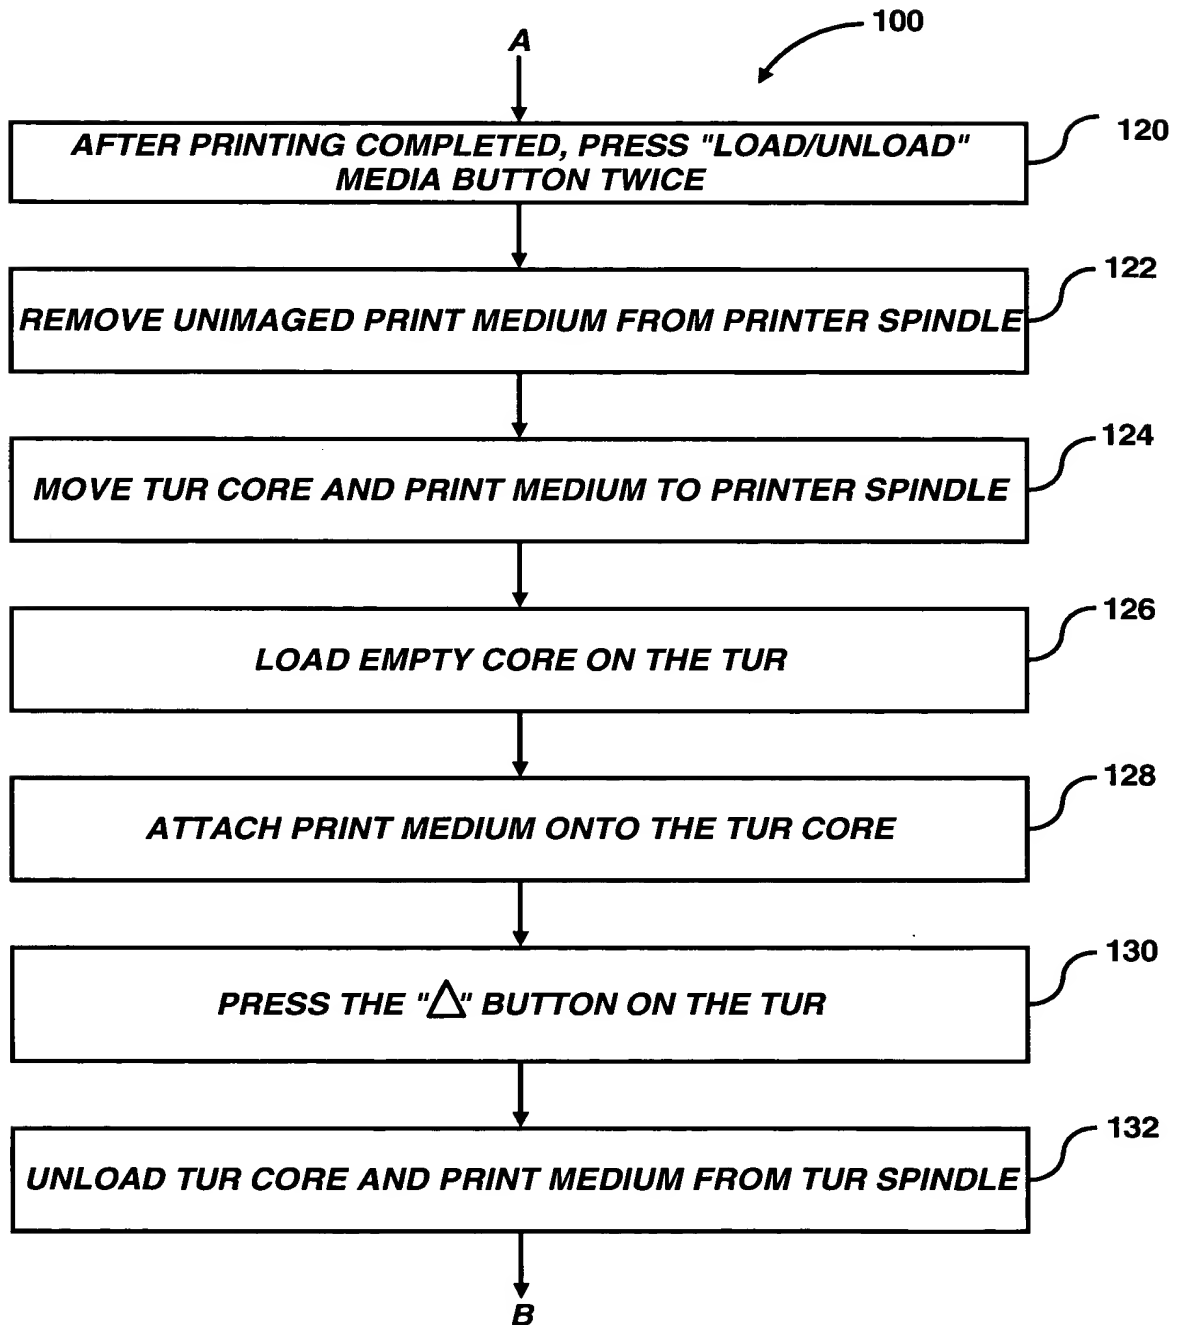 100
A
AFTER PRINTING COMPLETED, PRESS "LOAD/UNLOAD"
MEDIA BUTTON TWICE
120
REMOVE UNIMAGED PRINT MEDIUM FROM PRINTER SPINDLE
122
MOVE TUR CORE AND PRINT MEDIUM TO PRINTER SPINDLE
124
LOAD EMPTY CORE ON THE TUR
126
ATTACH PRINT MEDIUM ONTO THE TUR CORE
128
PRESS THE "△" BUTTON ON THE TUR
130
UNLOAD TUR CORE AND PRINT MEDIUM FROM TUR SPINDLE
132
B